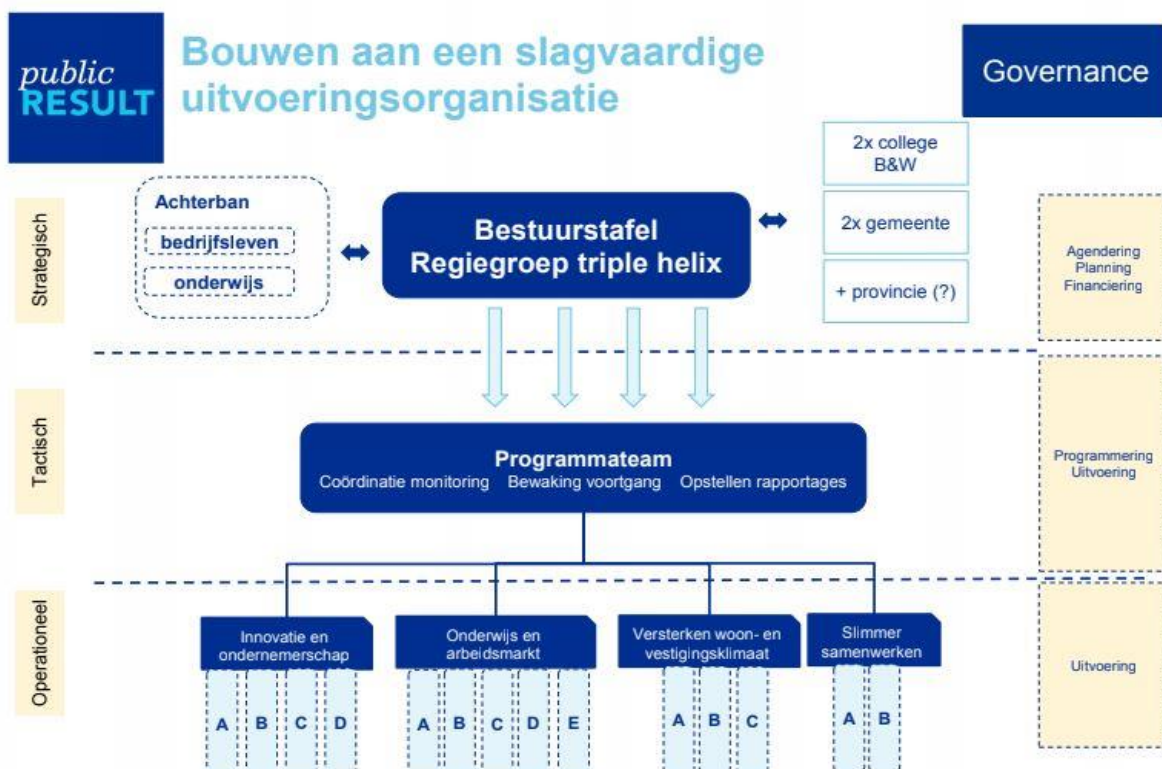 public
RESULT
Bouwen aan een slagvaardige
uitvoeringsorganisatie
Governance
Strategisch
Achterban
bedrijfsleven
onderwijs
Bestuurstafel
Regiegroep triple helix
2x college
B&W
2x gemeente
+ provincie (?)
Agendering
Planning
Financiering
Tactisch
Programmateam
Coördinatie monitoring Bewaking voortgang Opstellen rapportages
Programmering
Uitvoering
Operationeel
Innovatie en
ondernemerschap
A B C D
Onderwijs en
arbeidsmarkt
A B C D E
Versterken woon- en
vestigingsklimaat
A B C
Slimmer
samenwerken
A B
Uitvoering